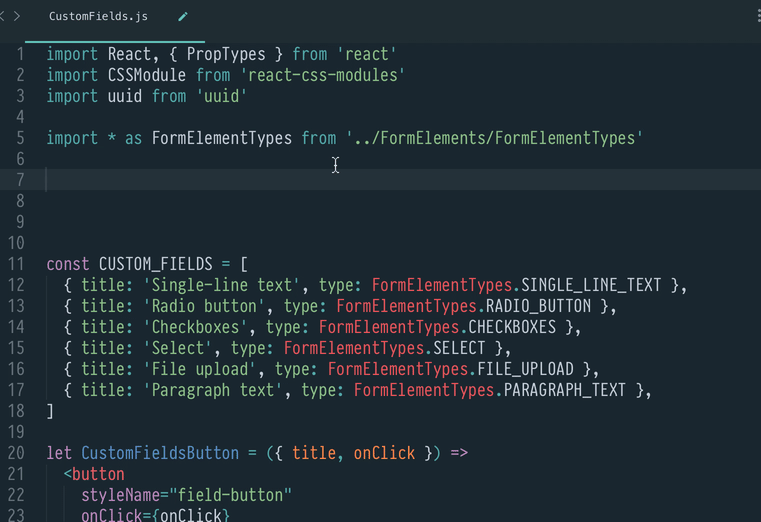 CustomFields.js
1 import React, { PropTypes } from 'react'
2 import CSSModule from 'react-css-modules'
3 import uuid from 'uuid'
4
5 import * as FormElementTypes from '../FormElements/FormElementTypes'
6
7
8
9
10
11 const CUSTOM_FIELDS = [
12 { title: 'Single-line text', type: FormElementTypes.SINGLE_LINE_TEXT },
13 { title: 'Radio button', type: FormElementTypes.RADIO_BUTTON },
14 { title: 'Checkboxes', type: FormElementTypes.CHECKBOXES },
15 { title: 'Select', type: FormElementTypes.SELECT },
16 { title: 'File upload', type: FormElementTypes.FILE_UPLOAD },
17 { title: 'Paragraph text', type: FormElementTypes.PARAGRAPH_TEXT },
18 ]
19
20 let CustomFieldsButton = ({ title, onClick }) =>
21 <button
22 styleName="field-button"
23 onClick={onClick}